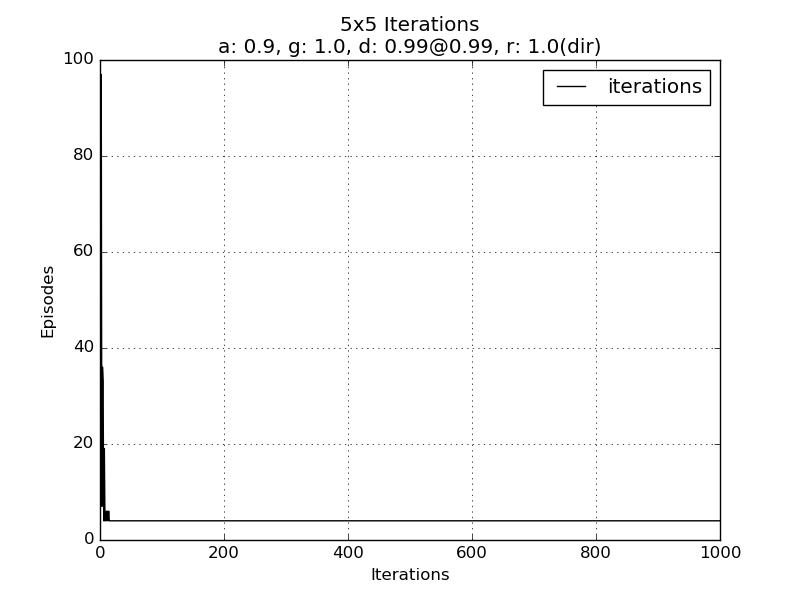 5x5 Iterations
a: 0.9, g: 1.0, d: 0.99@0.99, r: 1.0(dir)
iterations
100
80
60
40
20
0
Episodes
0 200 400 600 800 1000
Iterations